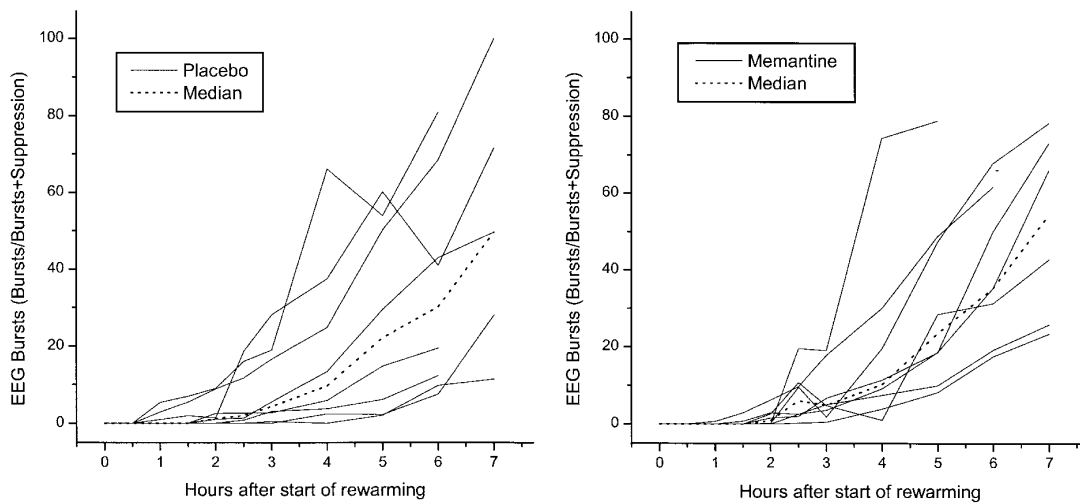 EEG Bursts (Bursts/Bursts+Suppression)
100
80
60
40
20
0
Placebo
Median
0 1 2 3 4 5 6 7
Hours after start of rewarming
EEG Bursts (Bursts/Bursts+Suppression)
100
80
60
40
20
0
Memantine
Median
0 1 2 3 4 5 6 7
Hours after start of rewarming